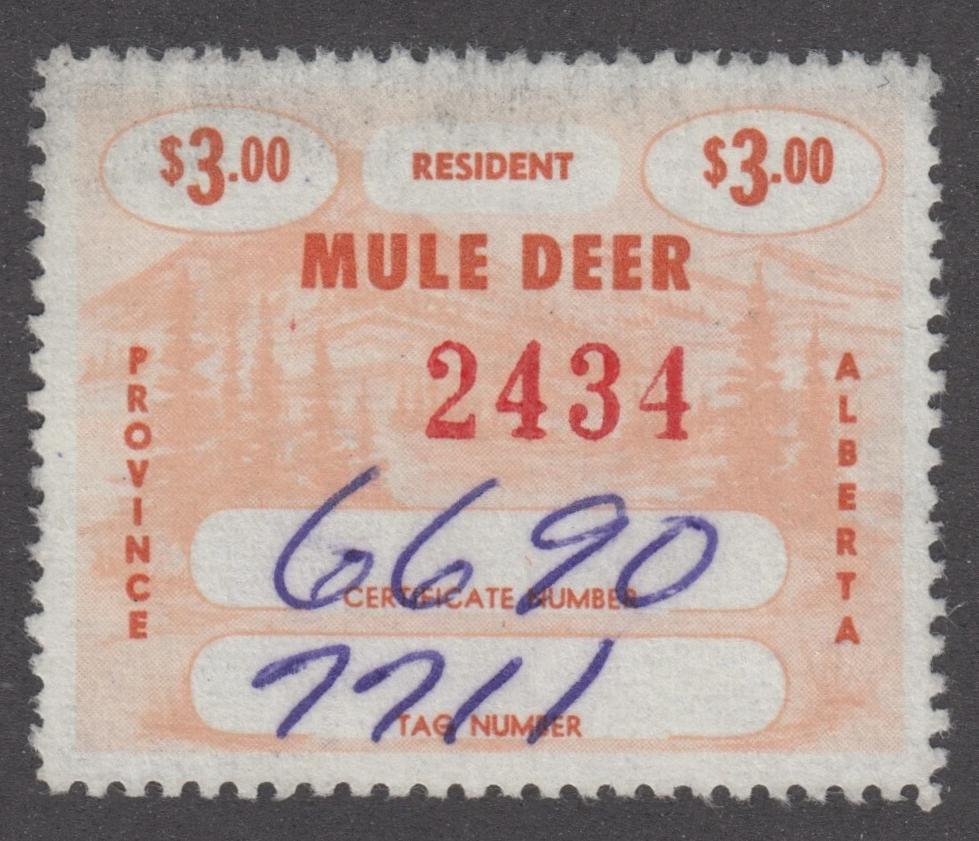 $3.00 RESIDENT $3.00
MULE DEER
2434
PROVINCE
ALBERTA
6690
CERTIFICATE NUMBER
7711
TAG NUMBER